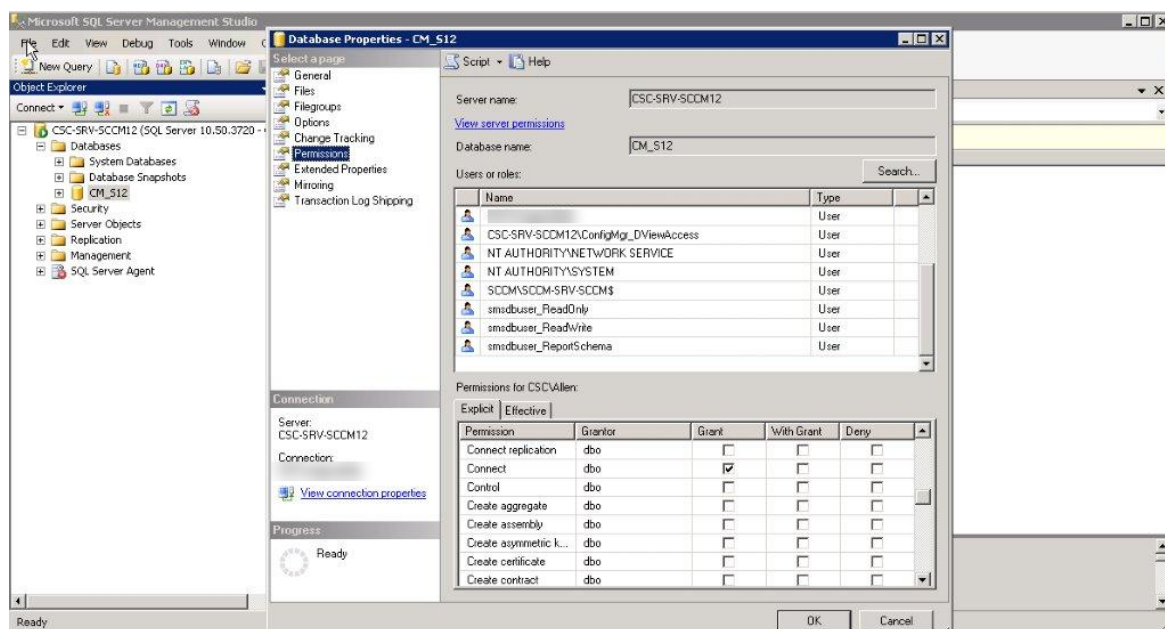 Microsoft SQL Server Management Studio
File Edit View Debug Tools Window
New Query
Object Explorer
Connect
CSC-SRV-SCCM12 (SQL Server 10.50.3720 -
Databases
System Databases
Database Snapshots
CM_S12
Security
Server Objects
Replication
Management
SQL Server Agent
Ready
Database Properties - CM_S12
Select a page
General
Files
Filegroups
Options
Change Tracking
Permissions
Extended Properties
Mirroring
Transaction Log Shipping
Connection
Server:
CSC-SRV-SCCM12
Connection:
View connection properties
Progress
Ready
Script Help
Server name: CSC-SRV-SCCM12
View server permissions
Database name: CM_S12
Users or roles: Search...
Name Type
User
CSC-SRV-SCCM12\ConfigMgr_DViewAccess User
NT AUTHORITY\NETWORK SERVICE User
NT AUTHORITY\SYSTEM User
SCCM\SCCM-SRV-SCCM$ User
smsdbuser_ReadOnly User
smsdbuser_ReadWrite User
smsdbuser_ReportSchema User
Permissions for CSC\Allen:
Explicit Effective
Permission Grantor Grant With Grant Deny
Connect replication dbo
Connect dbo
Control dbo
Create aggregate dbo
Create assembly dbo
Create asymmetric k... dbo
Create certificate dbo
Create contract dbo
OK Cancel